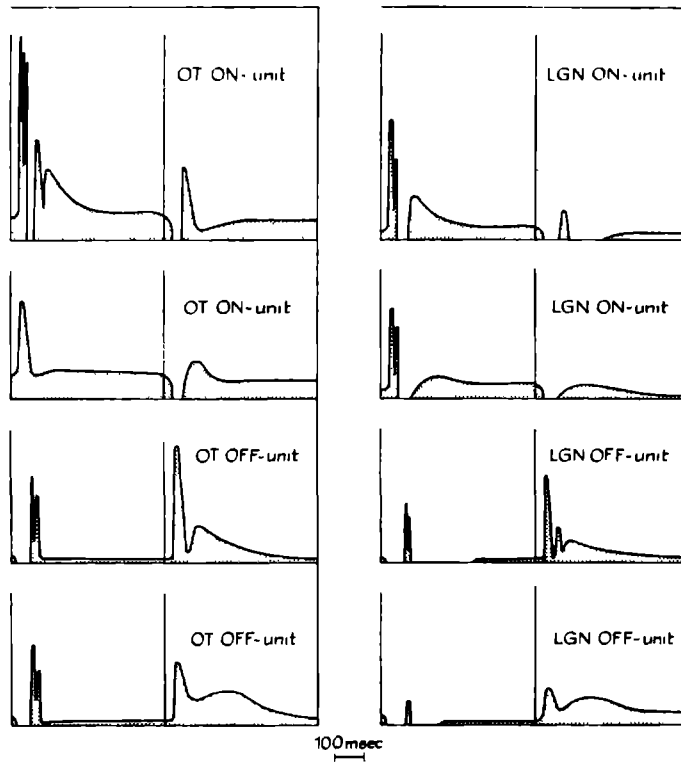 OT ON-unit
LGN ON-unit
OT ON-unit
LGN ON-unit
OT OFF-unit
LGN OFF-unit
OT OFF-unit
LGN OFF-unit
100 msec